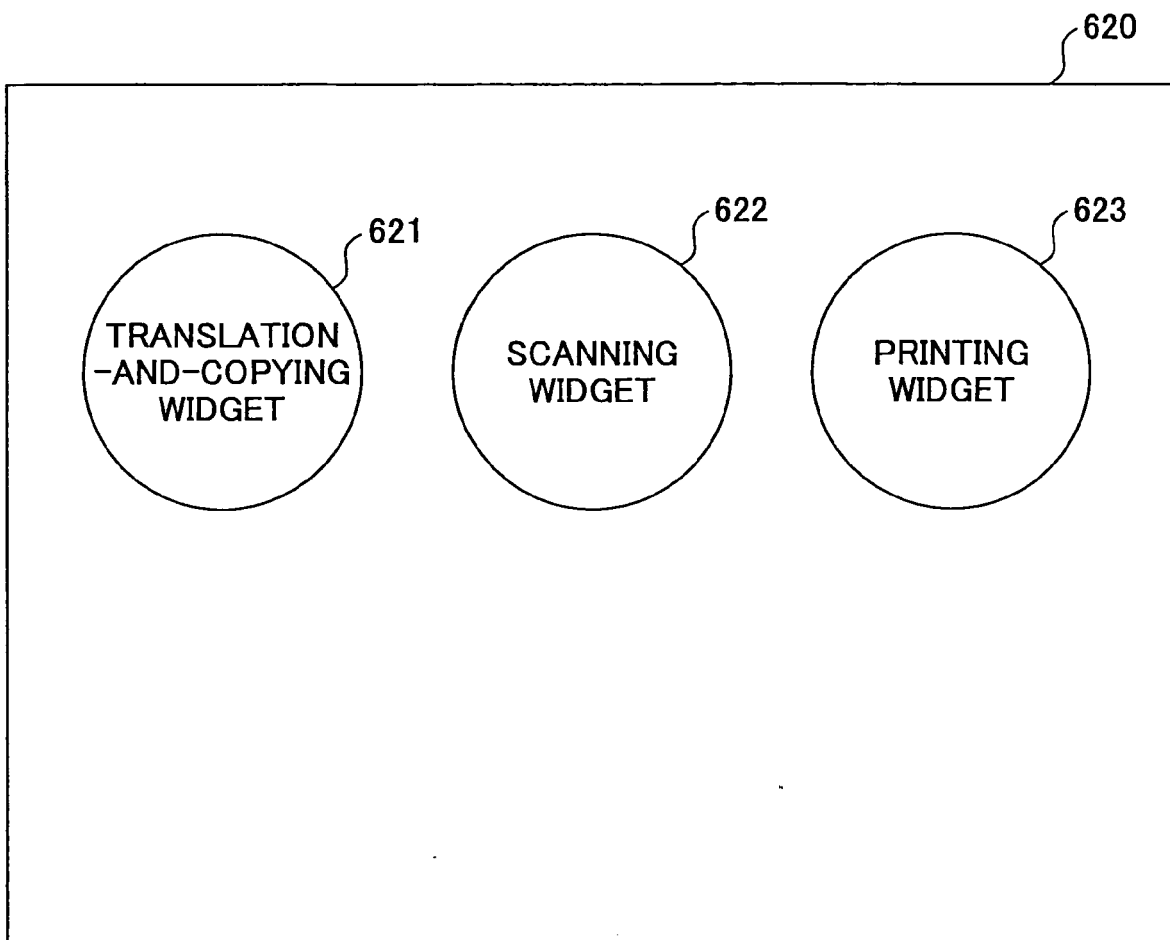 620
621
622
623
TRANSLATION
-AND-COPYING
WIDGET
SCANNING
WIDGET
PRINTING
WIDGET